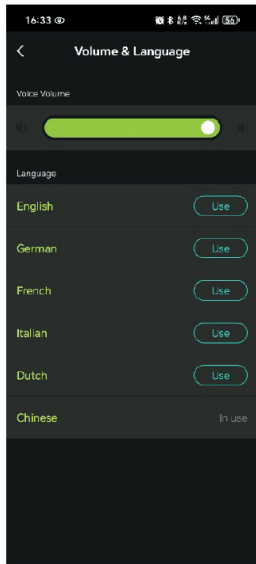 16:33
56
Volume & Language
Voice Volume
Language
English Use
German Use
French Use
Italian Use
Dutch Use
Chinese In use